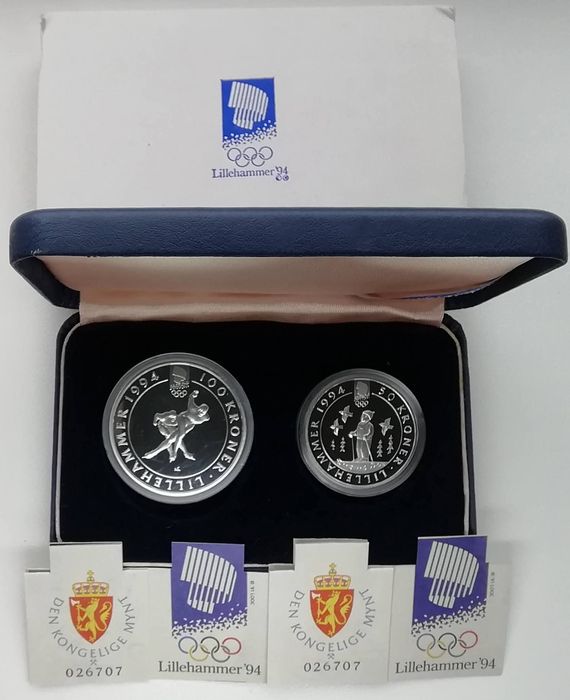 Lillehammer '94
LILLEHAMMER 1994 100 KRONER
LILLEHAMMER 1994 50 KRONER
DEN KONGELIGE MYNT
026707
Lillehammer '94
DEN KONGELIGE MYNT
026707
Lillehammer '94